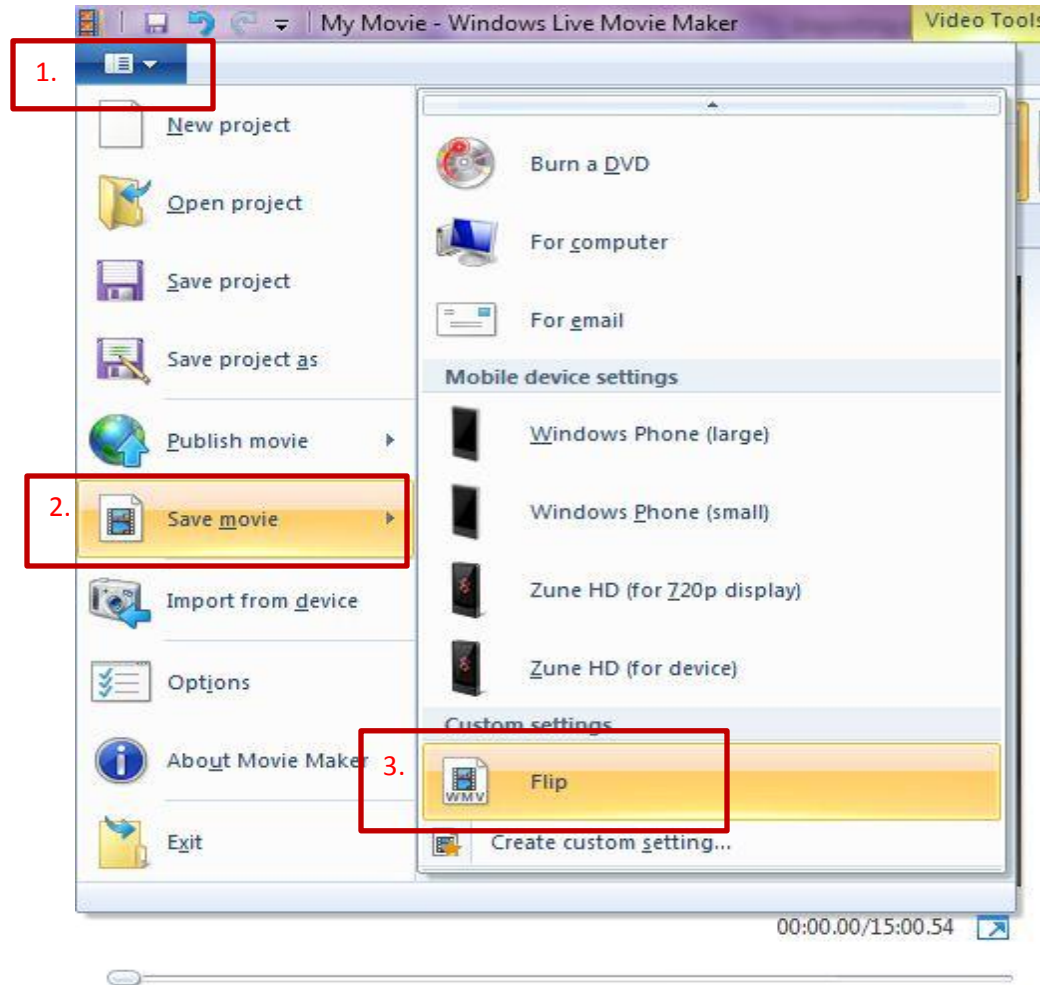 My Movie - Windows Live Movie Maker
Video Tools
1.
New project
Open project
Save project
Save project as
Publish movie
2.
Save movie
Import from device
Options
About Movie Maker
Exit
Burn a DVD
For computer
For email
Mobile device settings
Windows Phone (large)
Windows Phone (small)
Zune HD (for 720p display)
Zune HD (for device)
Custom settings
3.
WMV
Flip
Create custom setting...
00:00.00/15:00.54